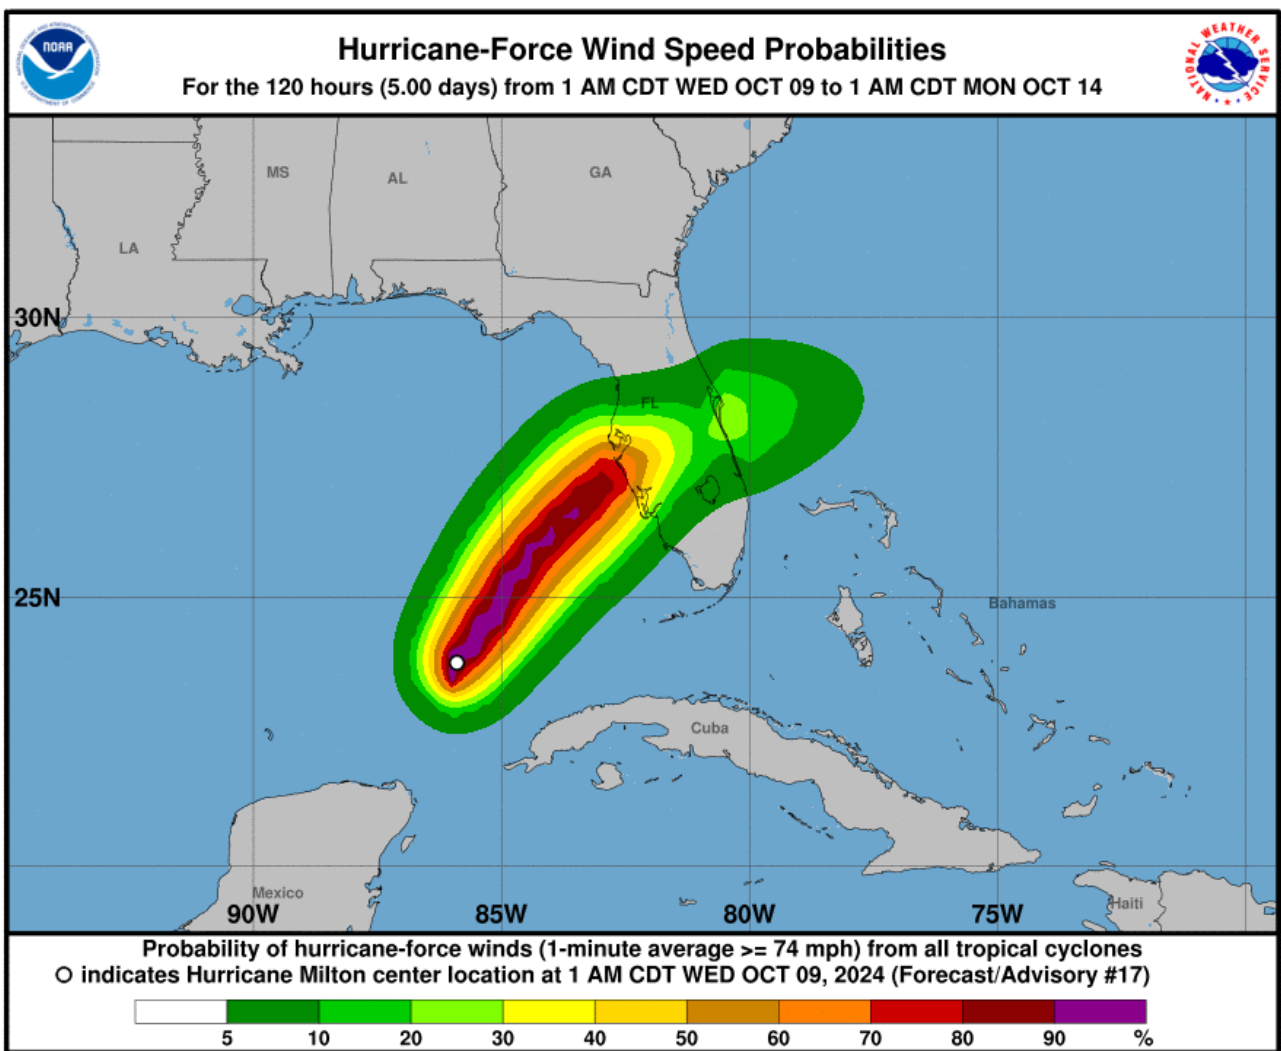 Hurricane-Force Wind Speed Probabilities
For the 120 hours (5.00 days) from 1 AM CDT WED OCT 09 to 1 AM CDT MON OCT 14
NOAA
NATIONAL WEATHER SERVICE
MS
AL
GA
LA
30N
FL
25N
Bahamas
Cuba
Mexico
Haiti
90W
85W
80W
75W
Probability of hurricane-force winds (1-minute average >= 74 mph) from all tropical cyclones
indicates Hurricane Milton center location at 1 AM CDT WED OCT 09, 2024 (Forecast/Advisory #17)
5 10 20 30 40 50 60 70 80 90 %